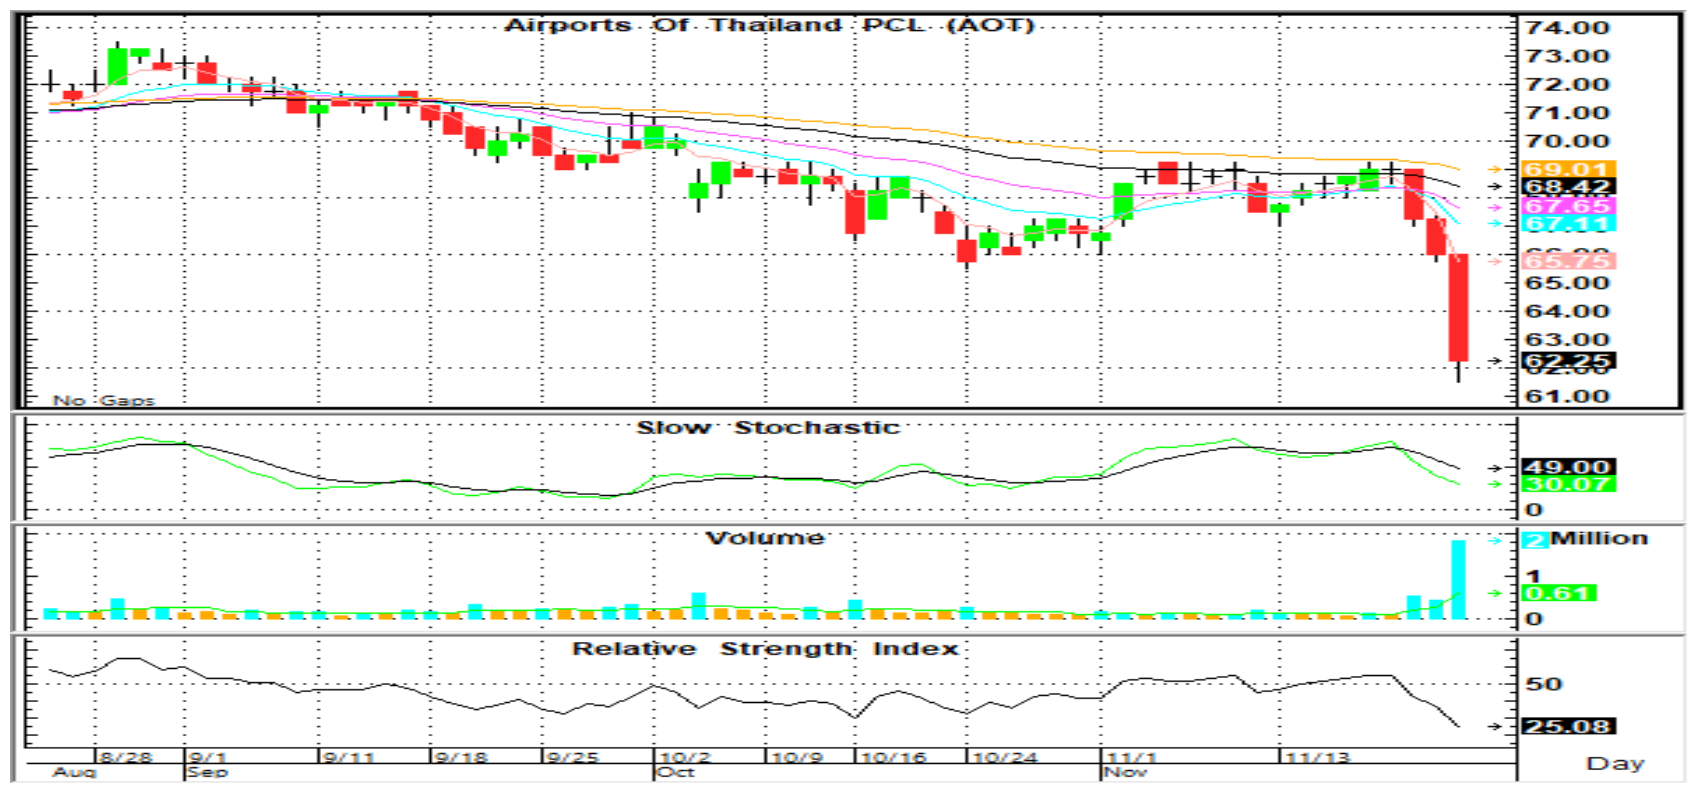 Airports Of Thailand PCL (AOT)
74.00
73.00
72.00
71.00
70.00
69.01
68.42
67.65
67.11
65.75
65.00
64.00
63.00
62.25
62.00
61.00
No Gaps
Slow Stochastic
49.00
30.07
0
Volume
2 Million
1
0.61
0
Relative Strength Index
50
25.08
8/28 9/1 9/11 9/18 9/25 10/2 10/9 10/16 10/24 11/1 11/13
Aug Sep Oct Nov
Day